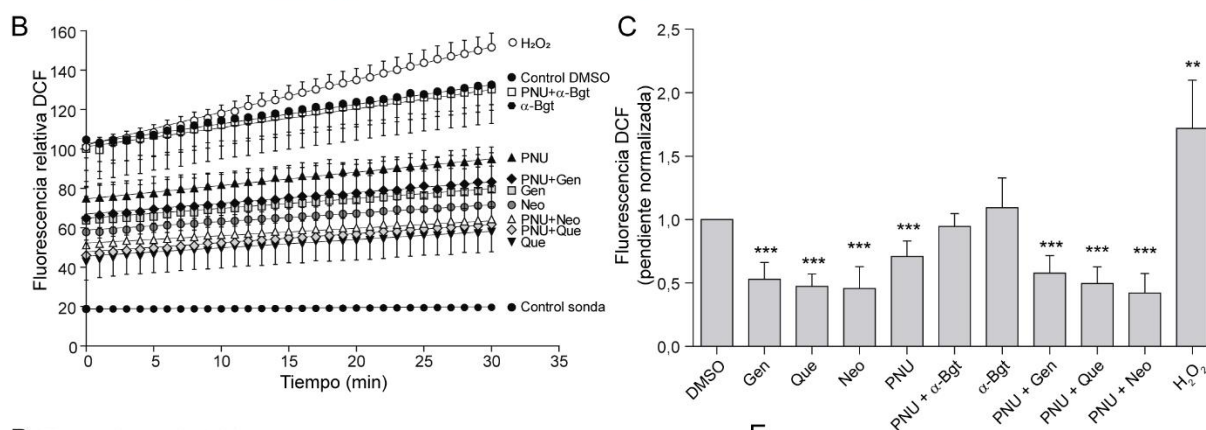 B
Fluorescencia relativa DCF
160
140
120
100
80
60
40
20
0
0
5
10
15
20
25
30
35
Tiempo (min)
H₂O₂
Control DMSO
PNU+α-Bgt
α-Bgt
PNU
PNU+Gen
Gen
Neo
PNU+Neo
PNU+Que
Que
Control sonda
C
Fluorescencia DCF
(pendiente normalizada)
2,5
2,0
1,5
1,0
0,5
0,0
***
***
***
***
***
***
***
**
DMSO
Gen
Que
Neo
PNU
PNU + α-Bgt
α-Bgt
PNU + Gen
PNU + Que
PNU + Neo
H₂O₂